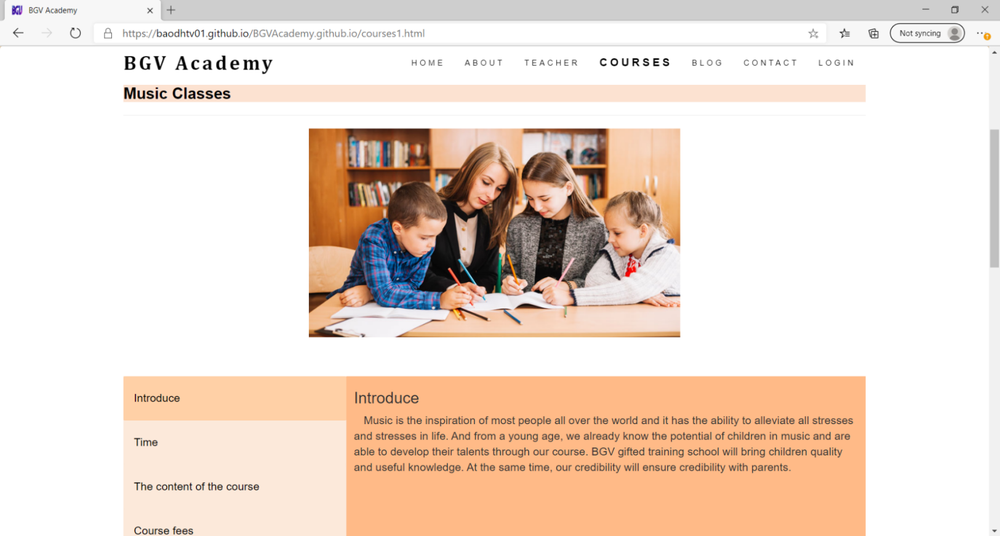 BGV Academy
https://baodhtv01.github.io/BGVAcademy.github.io/courses1.html
Not syncing
BGV Academy
HOME ABOUT TEACHER COURSES BLOG CONTACT LOGIN
Music Classes
Introduce
Time
The content of the course
Course fees
Introduce
Music is the inspiration of most people all over the world and it has the ability to alleviate all stresses
and stresses in life. And from a young age, we already know the potential of children in music and are
able to develop their talents through our course. BGV gifted training school will bring children quality
and useful knowledge. At the same time, our credibility will ensure credibility with parents.